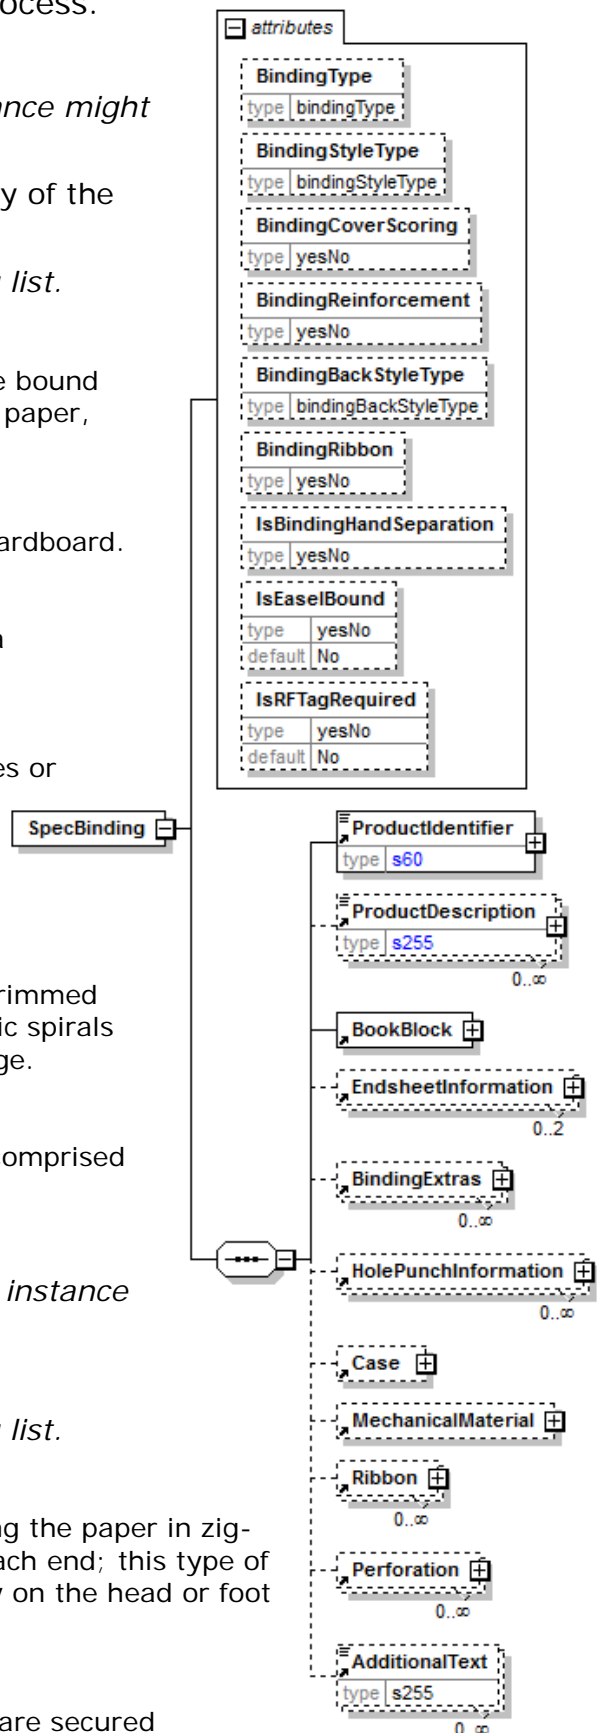 ocess.
nce might
y of the
list.
e bound
paper,
ardboard.
a
es or
rimmed
ic spirals
ge.
comprised
instance
list.
ng the paper in zig-
ach end; this type of
y on the head or foot
are secured
attributes
BindingType
type bindingType
BindingStyleType
type bindingStyleType
BindingCoverScoring
type yesNo
BindingReinforcement
type yesNo
BindingBackStyleType
type bindingBackStyleType
BindingRibbon
type yesNo
IsBindingHandSeparation
type yesNo
IsEaselBound
type yesNo
default No
IsRFTagRequired
type yesNo
default No
SpecBinding
ProductIdentifier
type s60
ProductDescription
type s255
0..∞
BookBlock
EndsheetInformation
0..2
BindingExtras
0..∞
HolePunchInformation
0..∞
Case
MechanicalMaterial
Ribbon
0..∞
Perforation
0..∞
AdditionalText
type s255
0..∞